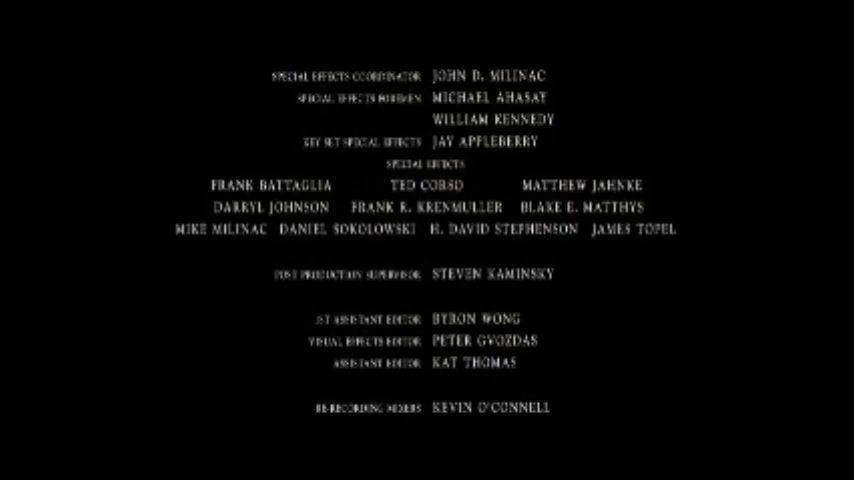 SPECIAL EFFECTS COORDINATOR JOHN D. MILINAC
SPECIAL EFFECTS FOREMEN MICHAEL AHASAY
WILLIAM KENNEDY
KEY SET SPECIAL EFFECTS JAY APPLEBERRY
SPECIAL EFFECTS
FRANK BATTAGLIA TED CORSO MATTHEW JAHNKE
DARRYL JOHNSON FRANK R. KRENMULLER BLAKE E. MATTHYS
MIKE MILINAC DANIEL SOKOLOWSKI H. DAVID STEPHENSON JAMES TOPEL
POST PRODUCTION SUPERVISOR STEVEN KAMINSKY
1ST ASSISTANT EDITOR BYRON WONG
VISUAL EFFECTS EDITOR PETER GVOZDAS
ASSISTANT EDITOR KAT THOMAS
RE-RECORDING MIXERS KEVIN O'CONNELL